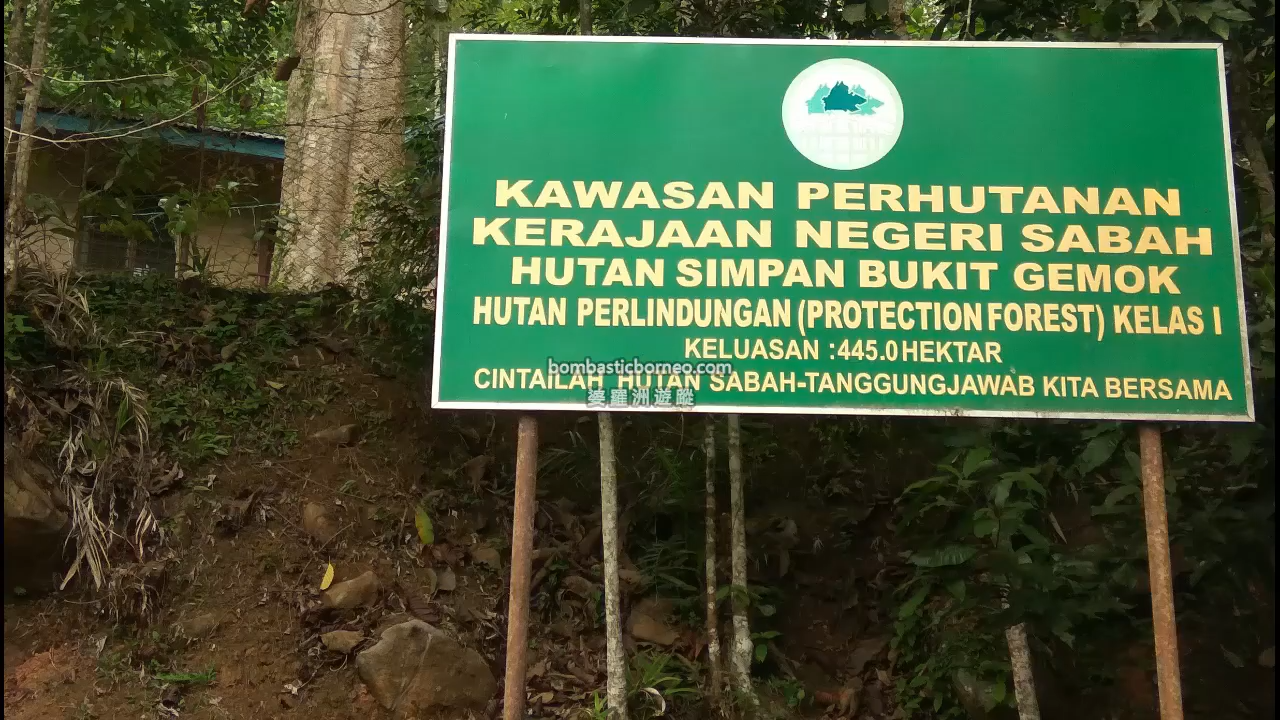 KAWASAN PERHUTANAN
KERAJAAN NEGERI SABAH
HUTAN SIMPAN BUKIT GEMOK
HUTAN PERLINDUNGAN (PROTECTION FOREST) KELAS I
KELUASAN :445.0 HEKTAR
bombasticborneo.com
CINTAILAH HUTAN SABAH-TANGGUNGJAWAB KITA BERSAMA
婆羅洲遊蹤